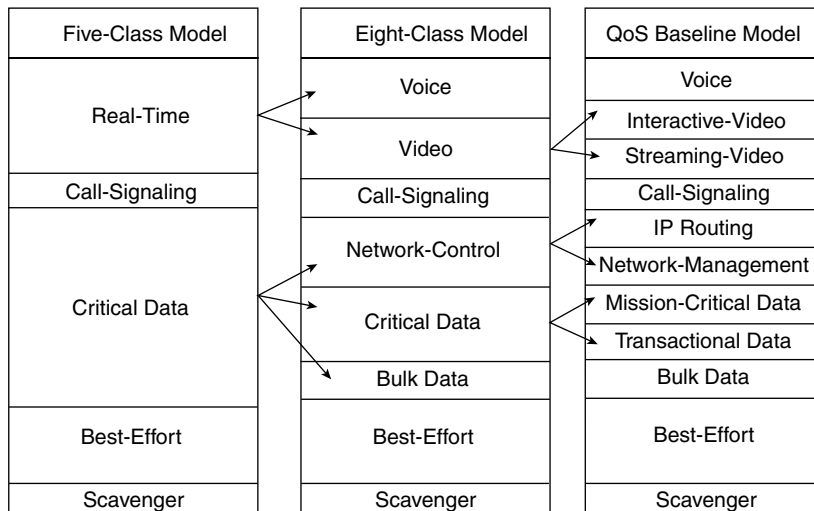 Five-Class Model
Real-Time
Call-Signaling
Critical Data
Best-Effort
Scavenger
Eight-Class Model
Voice
Video
Call-Signaling
Network-Control
Critical Data
Bulk Data
Best-Effort
Scavenger
QoS Baseline Model
Voice
Interactive-Video
Streaming-Video
Call-Signaling
IP Routing
Network-Management
Mission-Critical Data
Transactional Data
Bulk Data
Best-Effort
Scavenger